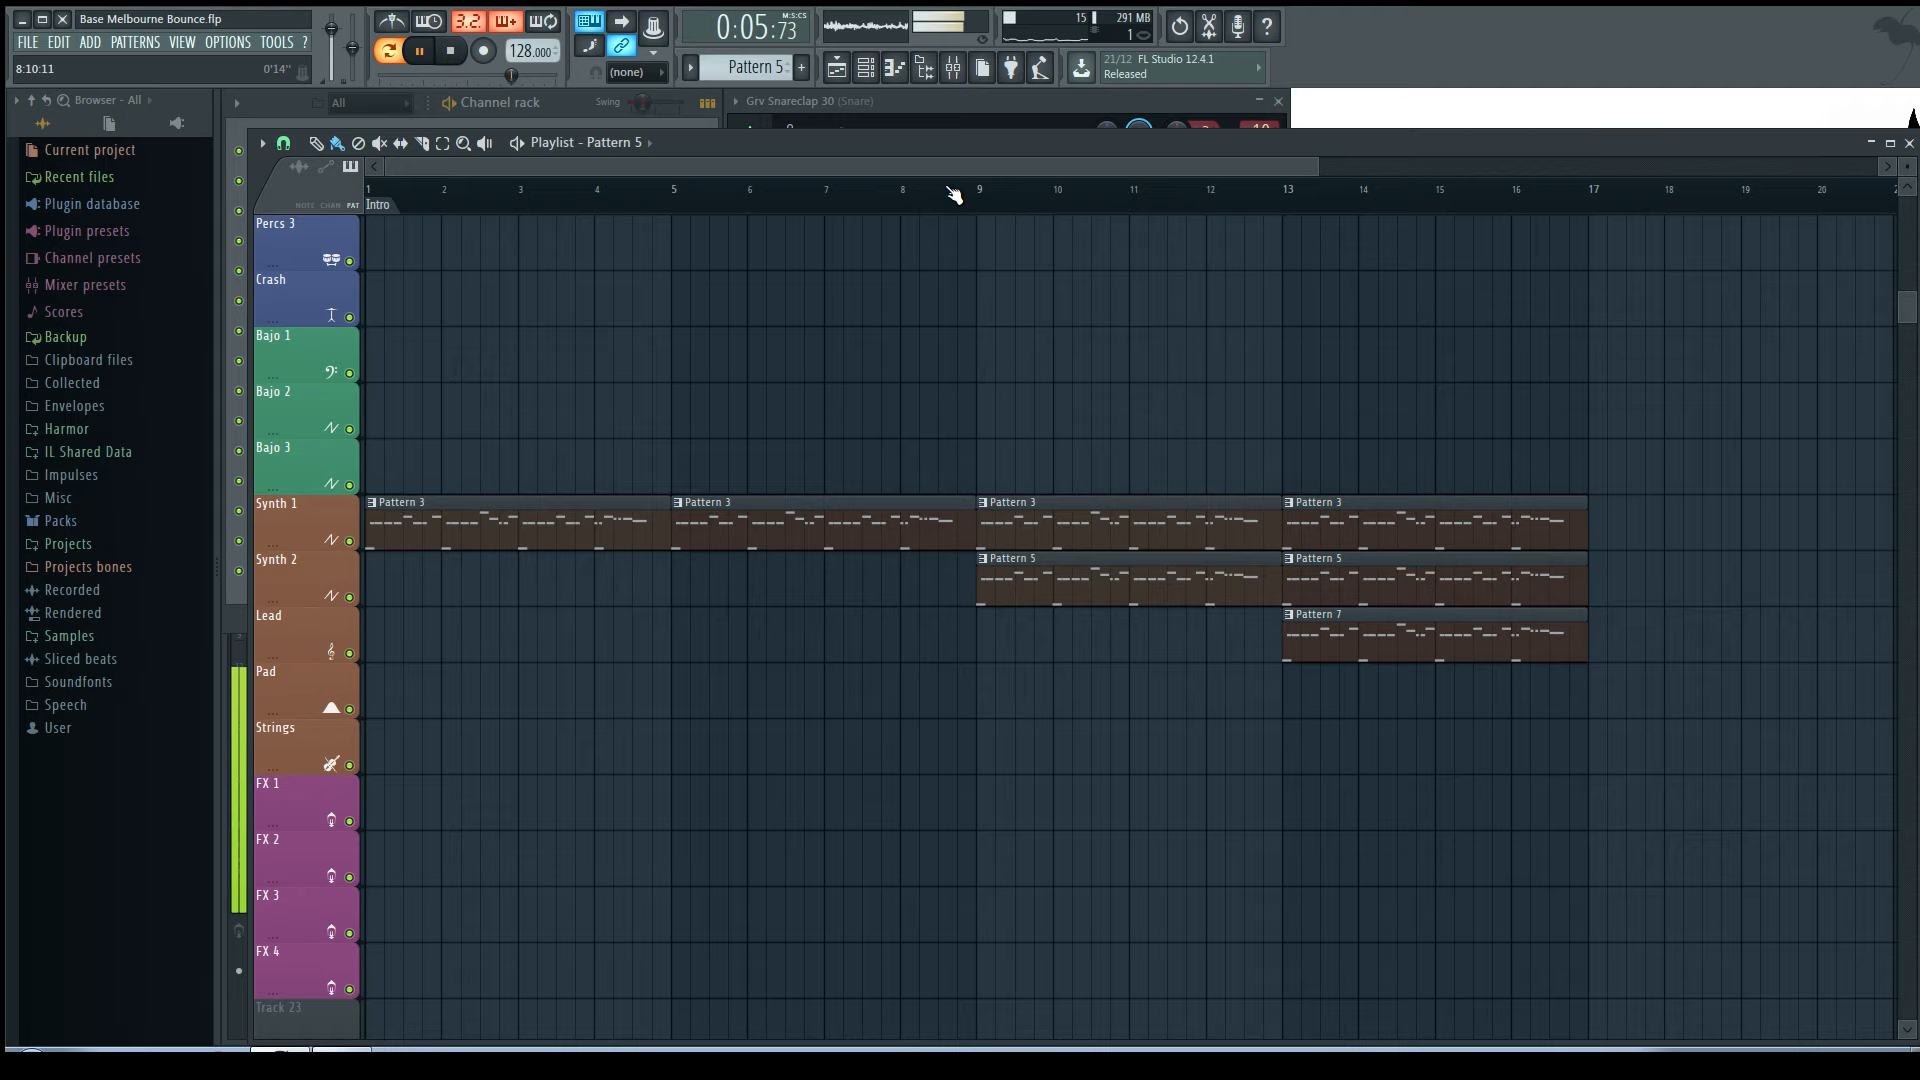 Base Melbourne Bounce.flp
FILE EDIT ADD PATTERNS VIEW OPTIONS TOOLS ?
8:10:11 0'14"
3.2
128.000
(none)
0:05:73
M:S:CS
Pattern 5
15 291 MB
1
21/12 FL Studio 12.4.1
Released
Browser - All
All
Channel rack
Swing
Grv Snareclap 30 (Snare)
Current project
Recent files
Plugin database
Plugin presets
Channel presets
Mixer presets
Scores
Backup
Clipboard files
Collected
Envelopes
Harmor
IL Shared Data
Impulses
Misc
Packs
Projects
Projects bones
Recorded
Rendered
Samples
Sliced beats
Soundfonts
Speech
User
Playlist - Pattern 5
NOTE CHAN PAT
1 2 3 4 5 6 7 8 9 10 11 12 13 14 15 16 17 18 19 20
Intro
Percs 3
Crash
Bajo 1
Bajo 2
Bajo 3
Synth 1
Pattern 3 Pattern 3 Pattern 3 Pattern 3
Synth 2
Pattern 5 Pattern 5
Lead
Pattern 7
Pad
Strings
FX 1
FX 2
FX 3
FX 4
Track 23